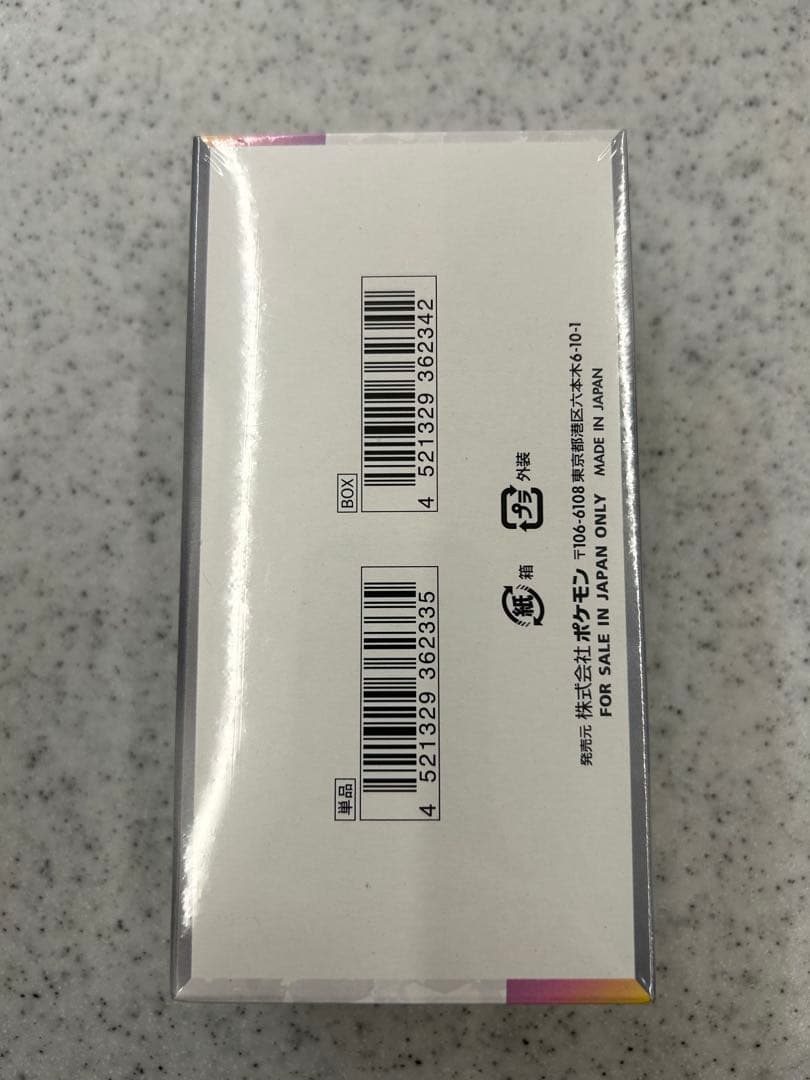 単品
4 521329 362335
BOX
4 521329 362342
紙 箱
プラ 外装
発売元 株式会社 ポケモン 〒106-6108 東京都港区六本木6-10-1
FOR SALE IN JAPAN ONLY MADE IN JAPAN